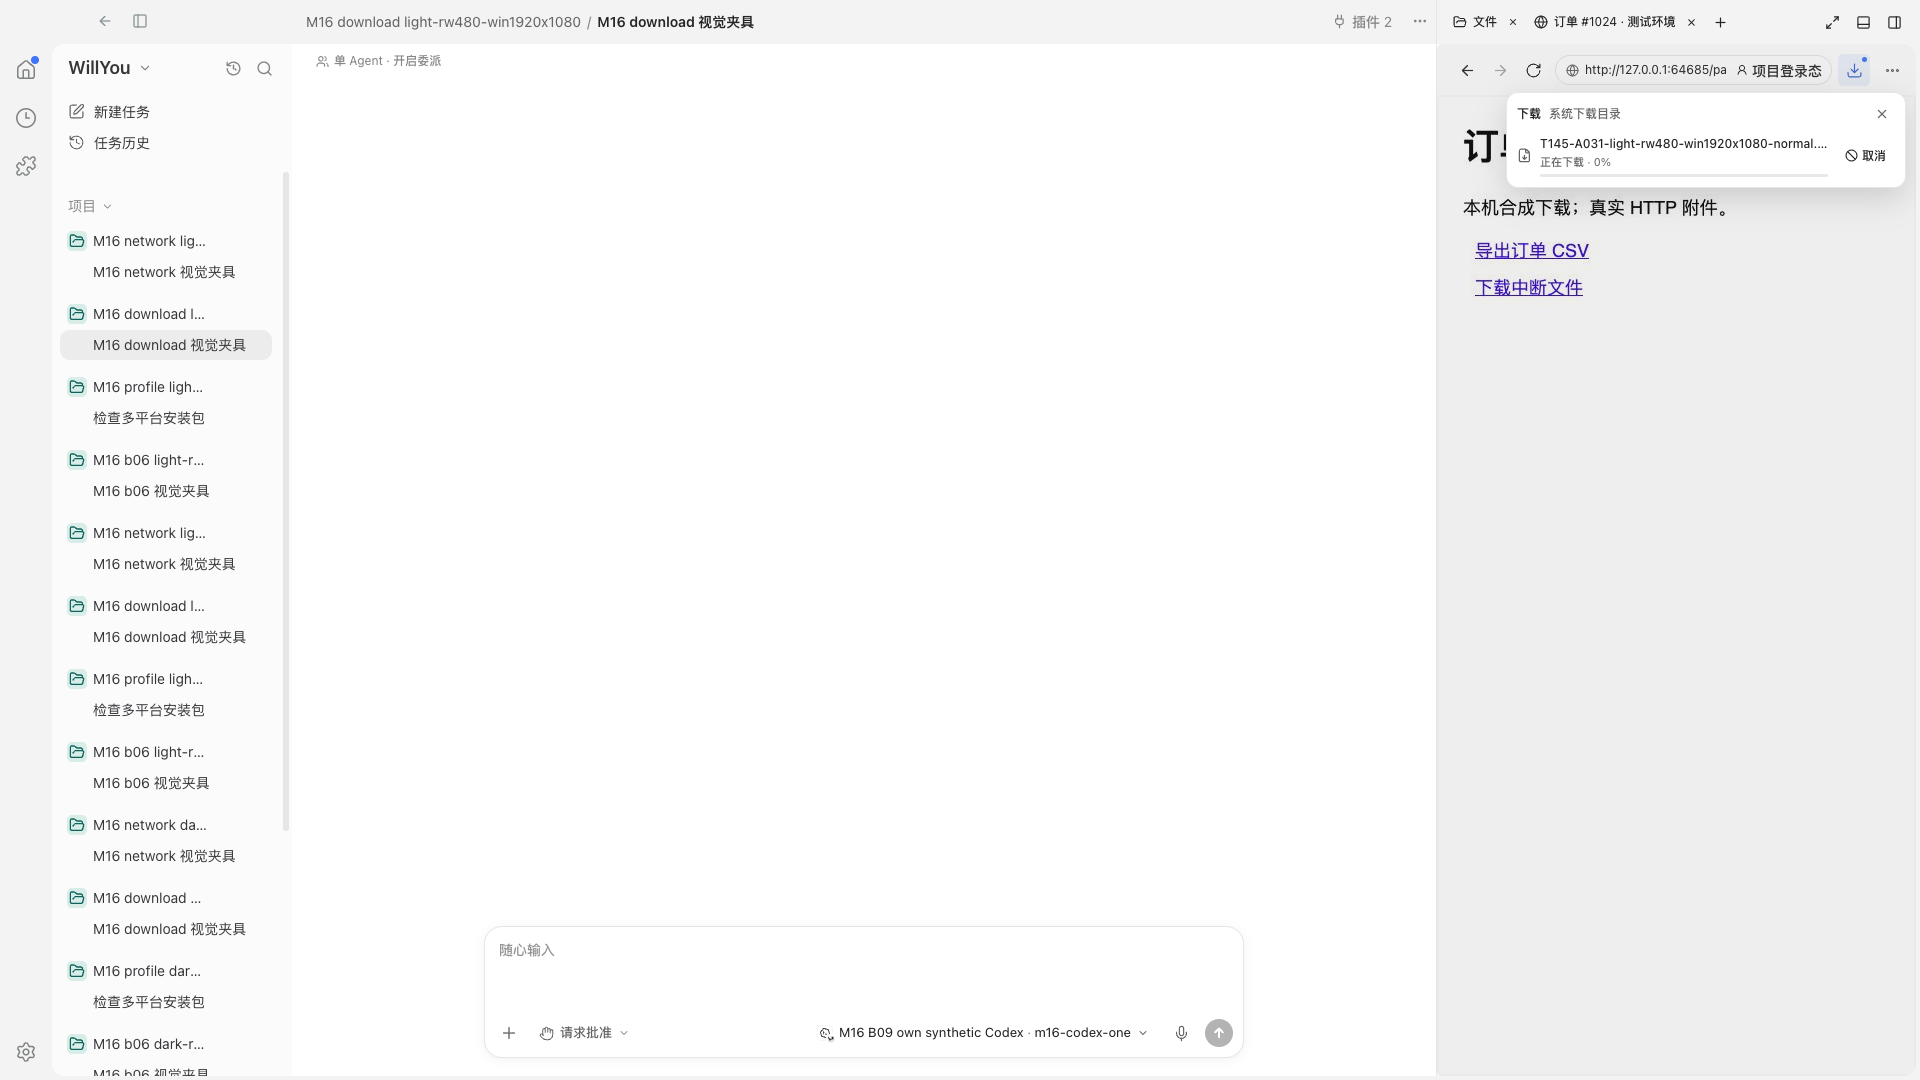 M16 download light-rw480-win1920x1080 / M16 download 视觉夹具
插件 2
文件
订单 #1024 · 测试环境
WillYou
新建任务
任务历史
项目
M16 network lig...
M16 network 视觉夹具
M16 download l...
M16 download 视觉夹具
M16 profile ligh...
检查多平台安装包
M16 b06 light-r...
M16 b06 视觉夹具
M16 network lig...
M16 network 视觉夹具
M16 download l...
M16 download 视觉夹具
M16 profile ligh...
检查多平台安装包
M16 b06 light-r...
M16 b06 视觉夹具
M16 network da...
M16 network 视觉夹具
M16 download ...
M16 download 视觉夹具
M16 profile dar...
检查多平台安装包
M16 b06 dark-r...
M16 b06 视觉夹具
单 Agent · 开启委派
随心输入
请求批准
M16 B09 own synthetic Codex · m16-codex-one
http://127.0.0.1:64685/pa
项目登录态
下载 系统下载目录
T145-A031-light-rw480-win1920x1080-normal....
正在下载 · 0%
取消
本机合成下载；真实 HTTP 附件。
导出订单 CSV
下载中断文件